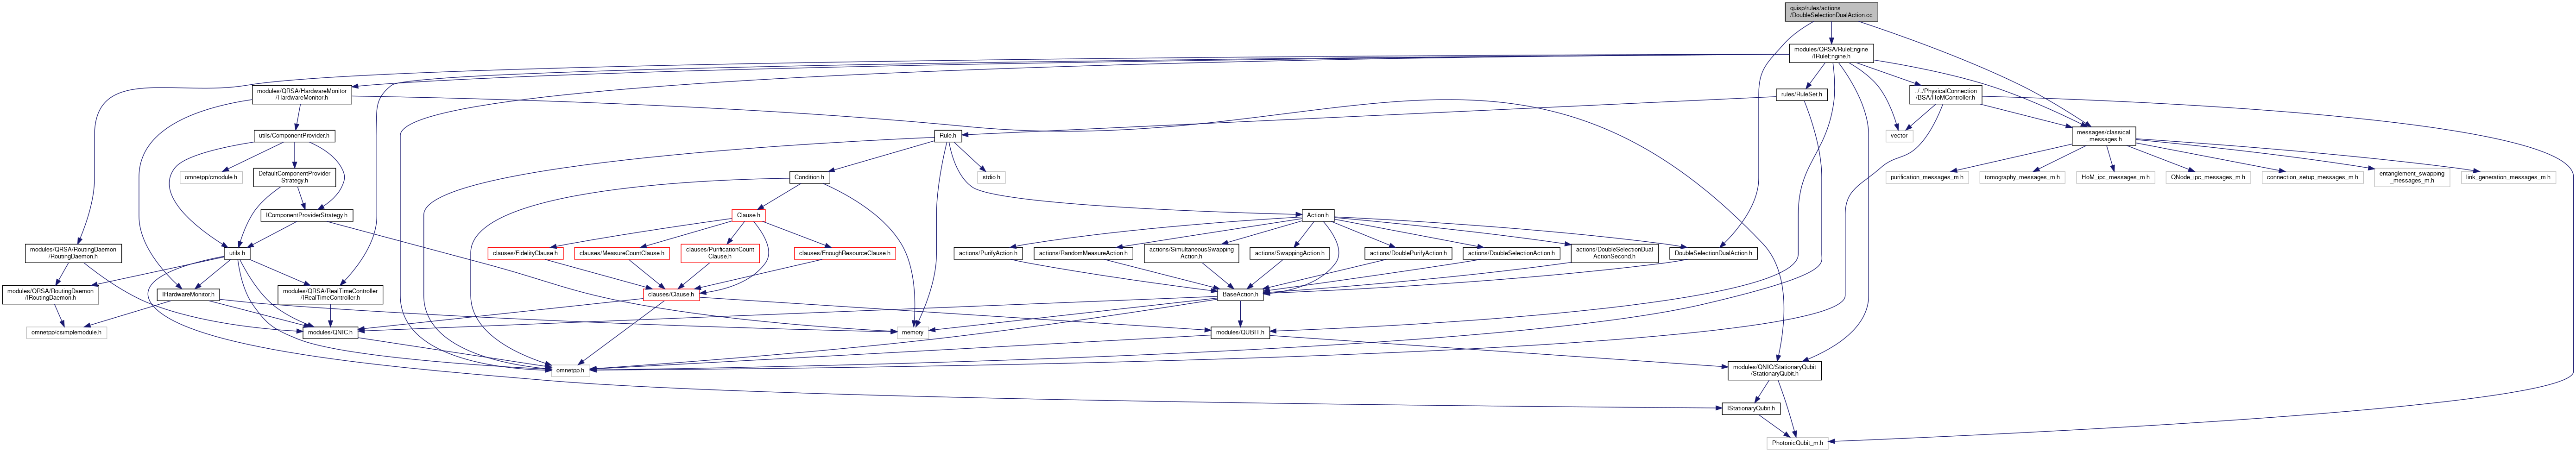 quisp/rules/actions
/DoubleSelectionDualAction.cc
modules/QRSA/RuleEngine
/IRuleEngine.h
modules/QRSA/HardwareMonitor
/HardwareMonitor.h
rules/RuleSet.h
../../PhysicalConnection
/BSA/HoMController.h
utils/ComponentProvider.h
Rule.h
vector
messages/classical
_messages.h
omnetpp/cmodule.h
DefaultComponentProvider
Strategy.h
Condition.h
stdio.h
purification_messages_m.h
tomography_messages_m.h
HoM_ipc_messages_m.h
QNode_ipc_messages_m.h
connection_setup_messages_m.h
entanglement_swapping
_messages_m.h
link_generation_messages_m.h
IComponentProviderStrategy.h
Clause.h
Action.h
modules/QRSA/RoutingDaemon
/RoutingDaemon.h
utils.h
clauses/FidelityClause.h
clauses/MeasureCountClause.h
clauses/PurificationCount
Clause.h
clauses/EnoughResourceClause.h
actions/PurifyAction.h
actions/RandomMeasureAction.h
actions/SimultaneousSwapping
Action.h
actions/SwappingAction.h
actions/DoublePurifyAction.h
actions/DoubleSelectionAction.h
actions/DoubleSelectionDual
ActionSecond.h
DoubleSelectionDualAction.h
modules/QRSA/RoutingDaemon
/IRoutingDaemon.h
IHardwareMonitor.h
modules/QRSA/RealTimeController
/IRealTimeController.h
clauses/Clause.h
BaseAction.h
omnetpp/csimplemodule.h
modules/QNIC.h
memory
modules/QUBIT.h
omnetpp.h
modules/QNIC/StationaryQubit
/StationaryQubit.h
IStationaryQubit.h
PhotonicQubit_m.h